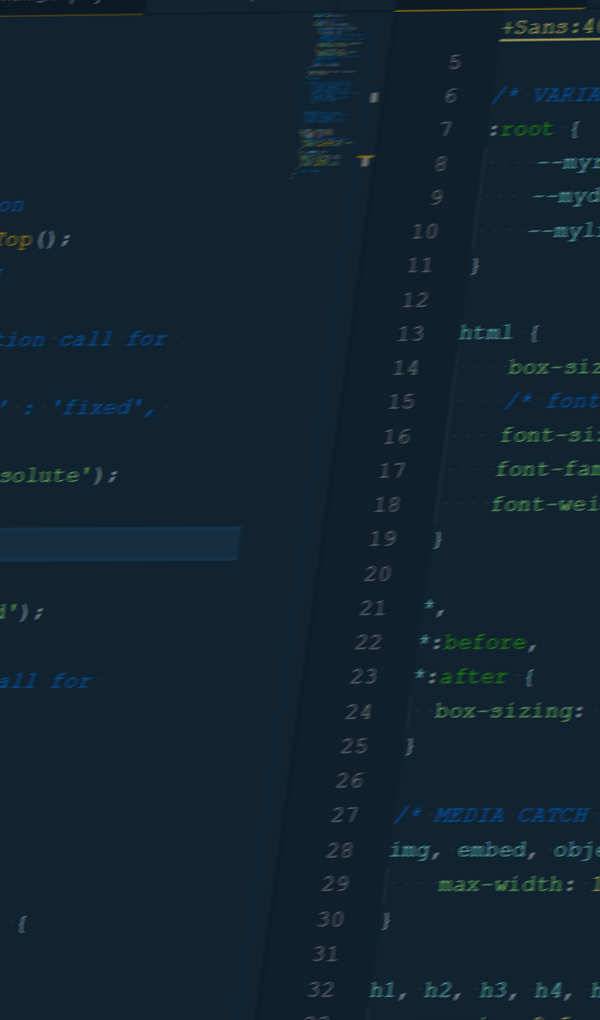 on
Top();
tion call for
' : 'fixed',
solute');
d');
all for
{
+Sans:40
5
6 /* VARIA
7 :root {
8 --myr
9 --myd
10 --myli
11 }
12
13 html {
14 box-siz
15 /* font
16 font-siz
17 font-fam
18 font-wei
19 }
20
21 *,
22 *:before,
23 *:after {
24 box-sizing:
25 }
26
27 /* MEDIA CATCH
28 img, embed, obje
29 max-width: 1
30 }
31
32 h1, h2, h3, h4, h